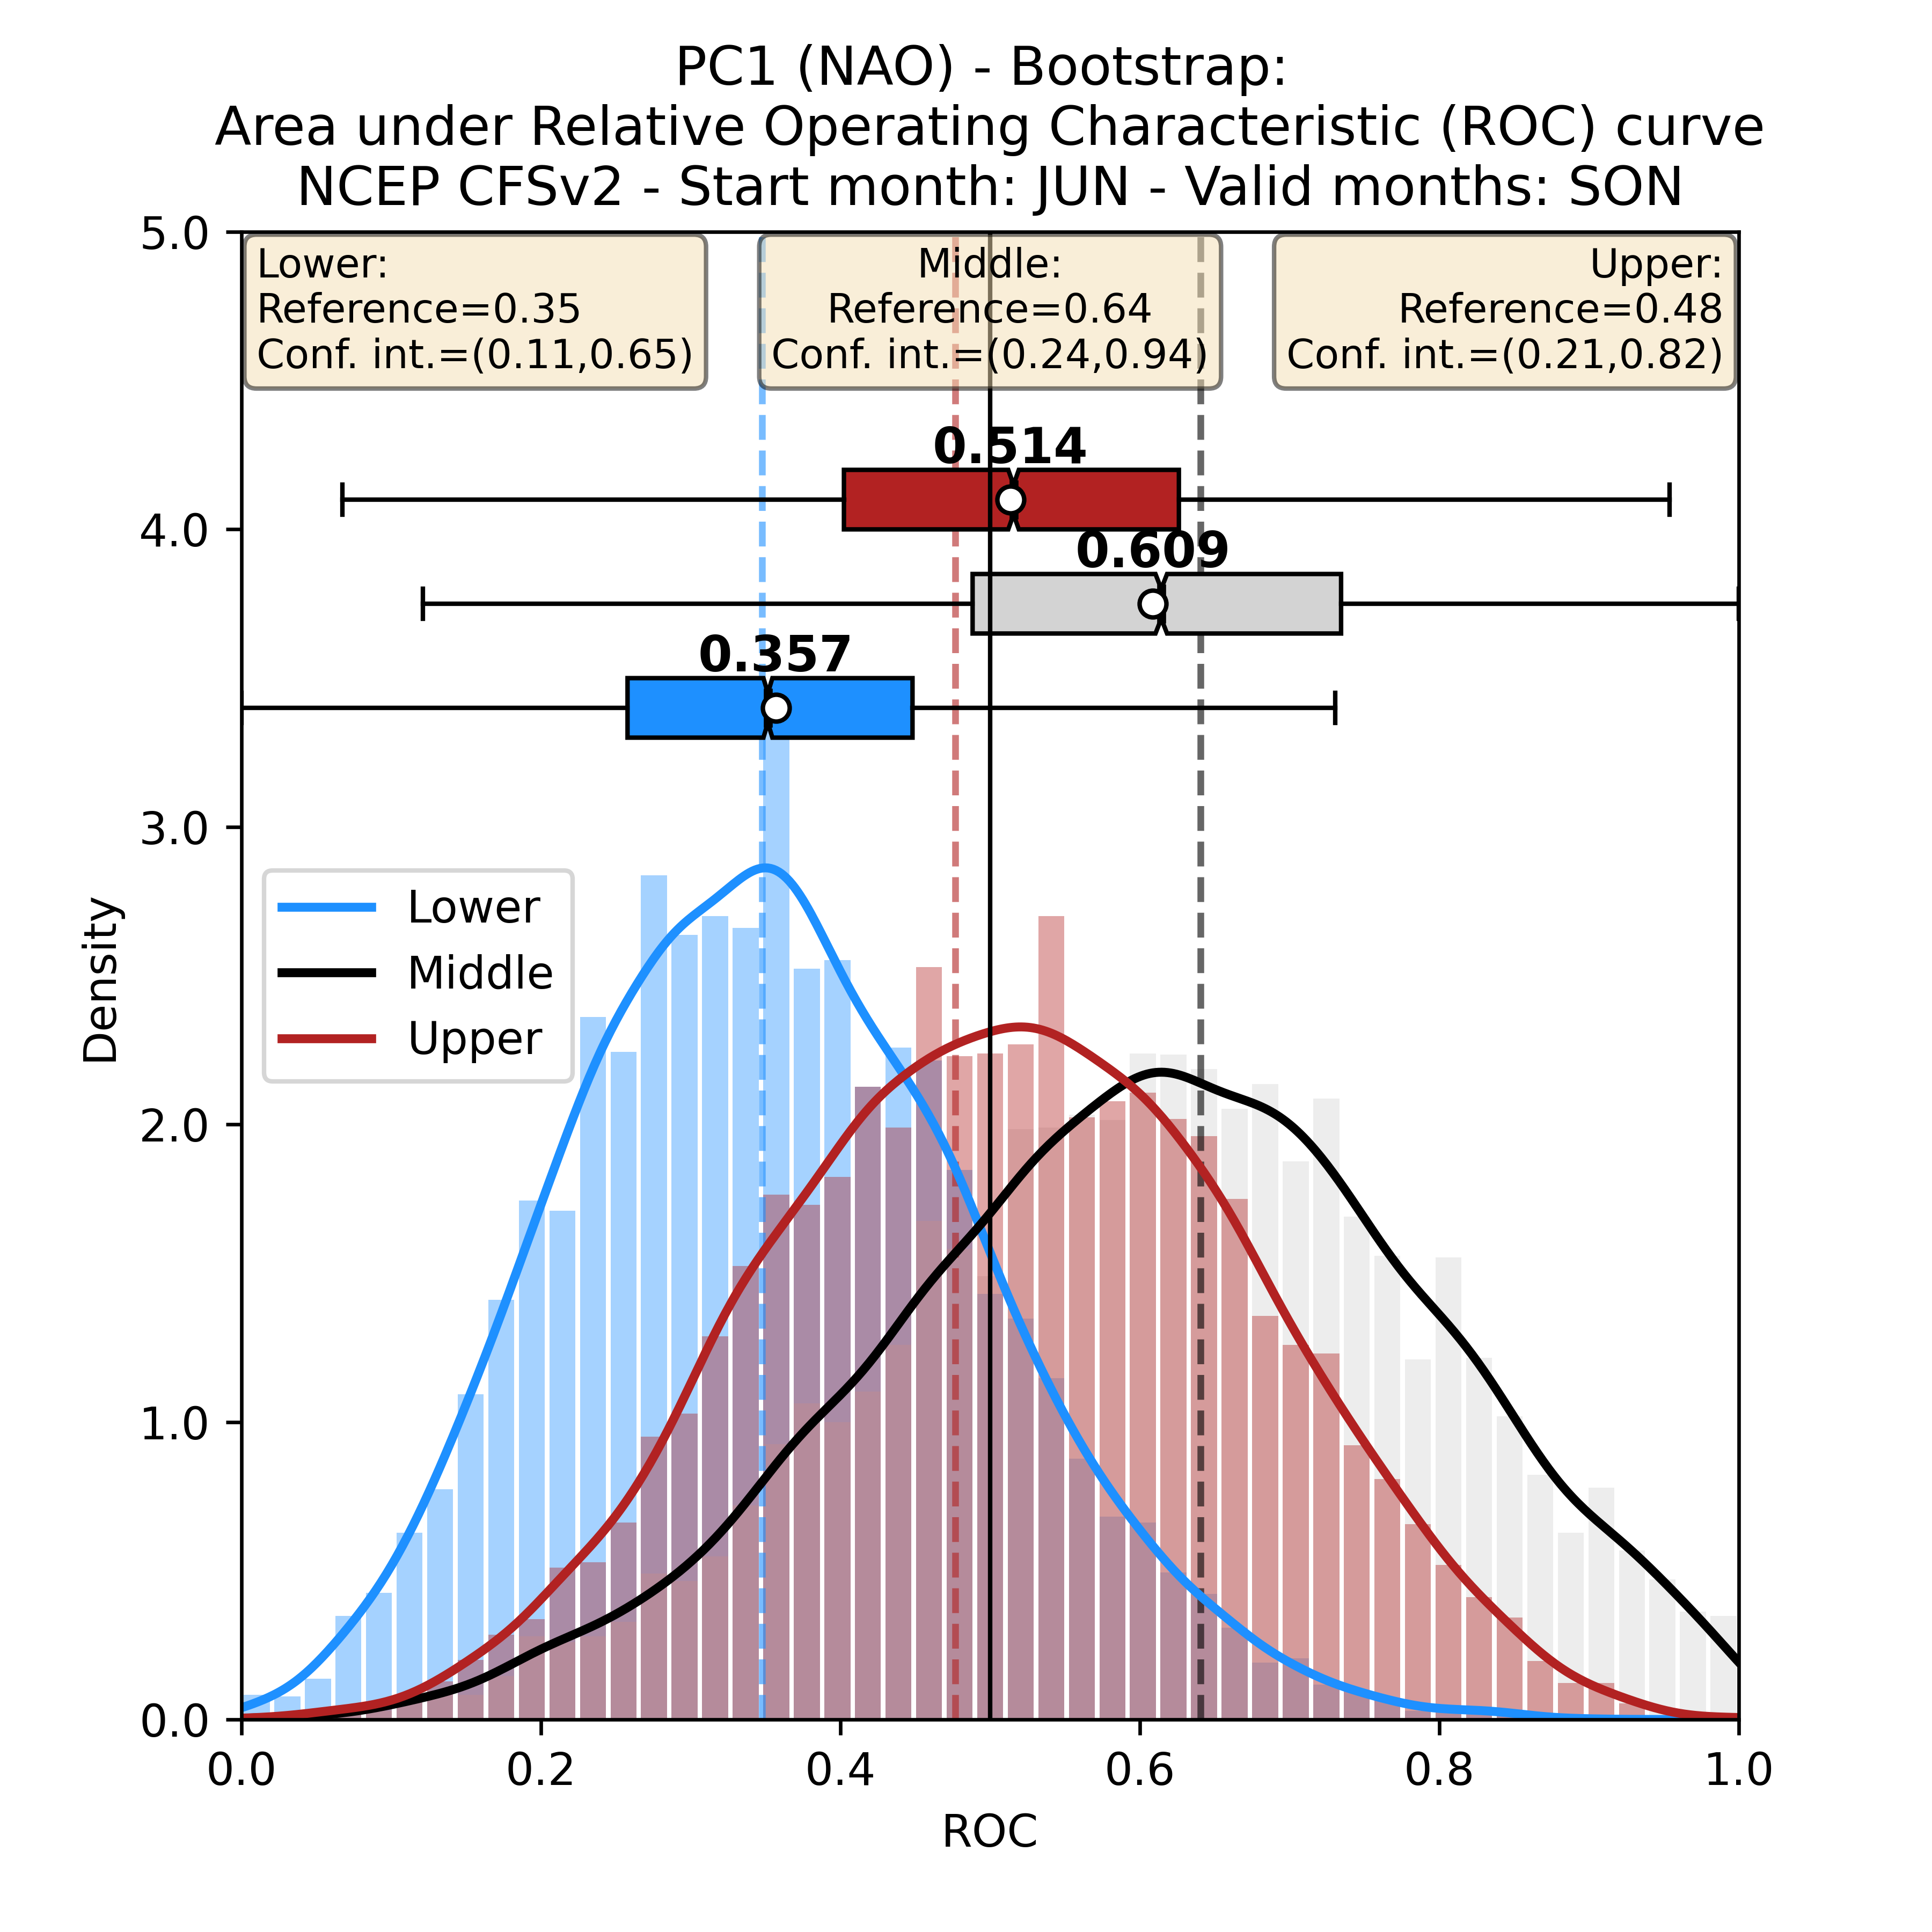 PC1 (NAO) - Bootstrap:
Area under Relative Operating Characteristic (ROC) curve
NCEP CFSv2 - Start month: JUN - Valid months: SON
Lower:
Reference=0.35
Conf. int.=(0.11,0.65)
Middle:
Reference=0.64
Conf. int.=(0.24,0.94)
Upper:
Reference=0.48
Conf. int.=(0.21,0.82)
0.514
0.609
0.357
Lower
Middle
Upper
Density
5.0
4.0
3.0
2.0
1.0
0.0
0.0 0.2 0.4 0.6 0.8 1.0
ROC